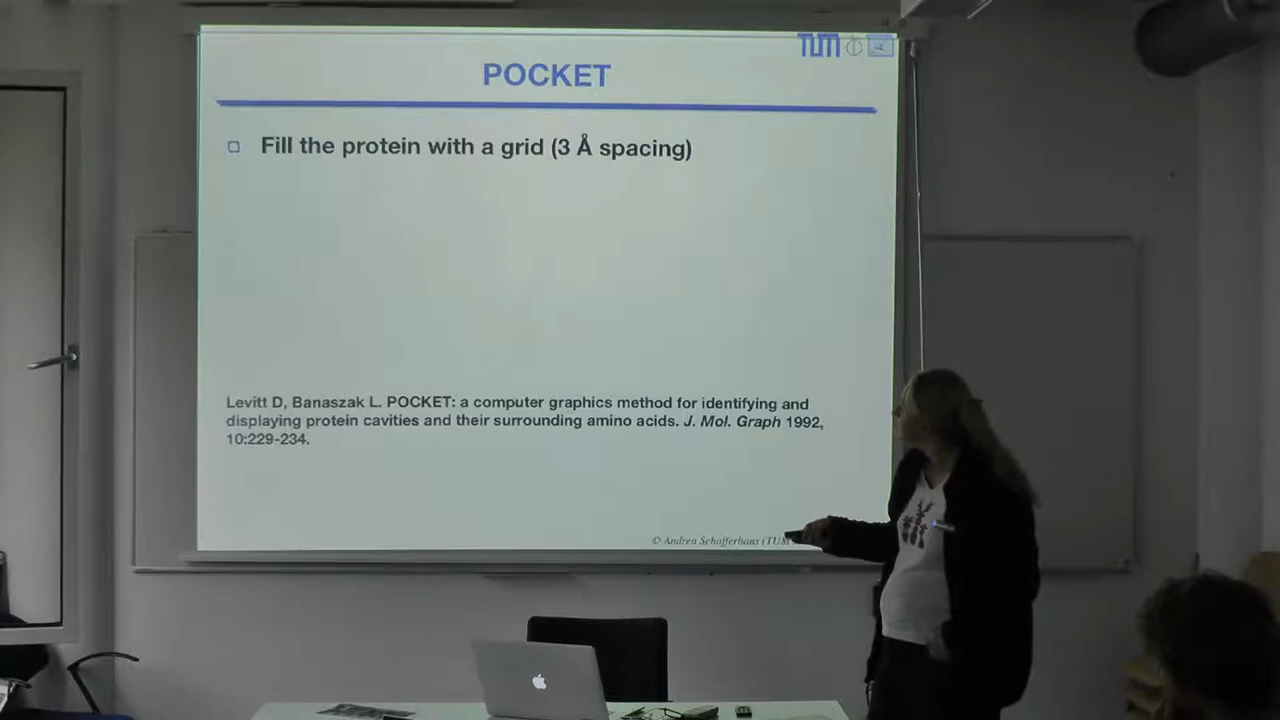 TUM
POCKET
Fill the protein with a grid (3 Å spacing)
Levitt D, Banaszak L. POCKET: a computer graphics method for identifying and
displaying protein cavities and their surrounding amino acids. J. Mol. Graph 1992,
10:229-234.
© Andrea Schafferhans (TUM